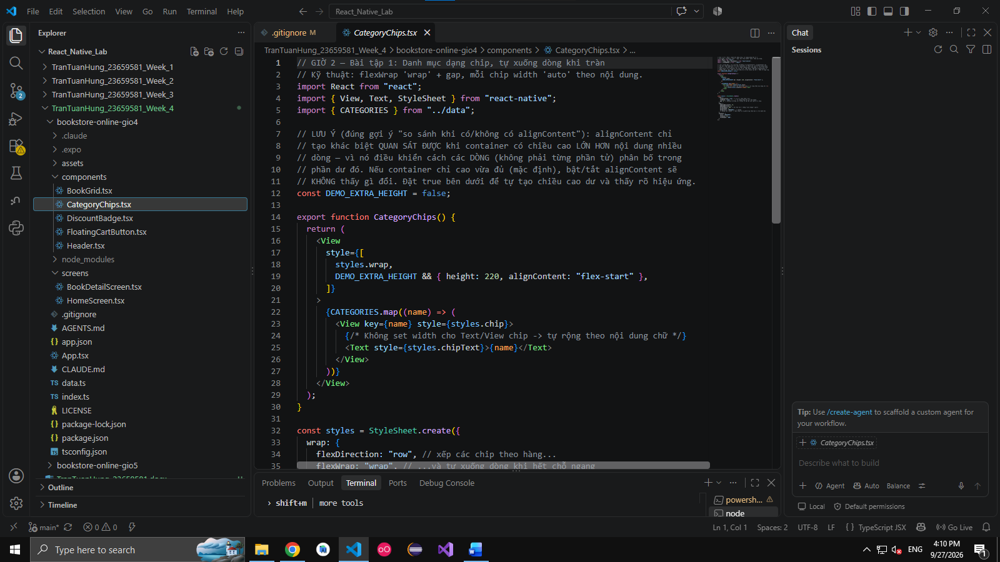 File Edit Selection View Go Run Terminal Help
React_Native_Lab
Explorer
React_Native_Lab
TranTuanHung_23659581_Week_1
TranTuanHung_23659581_Week_2
TranTuanHung_23659581_Week_3
TranTuanHung_23659581_Week_4
bookstore-online-gio4
.claude
.expo
assets
components
BookGrid.tsx
CategoryChips.tsx
DiscountBadge.tsx
FloatingCartButton.tsx
Header.tsx
node_modules
screens
BookDetailScreen.tsx
HomeScreen.tsx
.gitignore
AGENTS.md
app.json
App.tsx
CLAUDE.md
TS data.ts
TS index.ts
LICENSE
package-lock.json
package.json
tsconfig.json
bookstore-online-gio5
TranTuanHung_23659581.docx
Outline
Timeline
2
.gitignore M
CategoryChips.tsx
TranTuanHung_23659581_Week_4 > bookstore-online-gio4 > components > CategoryChips.tsx > ...
1 // GIỜ 2 – Bài tập 1: Danh mục dạng chip, tự xuống dòng khi tràn
2 // Kỹ thuật: flexWrap 'wrap' + gap, mỗi chip width 'auto' theo nội dung.
3 import React from "react";
4 import { View, Text, StyleSheet } from "react-native";
5 import { CATEGORIES } from "../data";
6
7 // LƯU Ý (đúng gợi ý "so sánh khi có/không có alignContent"): alignContent chỉ
8 // tạo khác biệt QUAN SÁT ĐƯỢC khi container có chiều cao LỚN HƠN nội dung nhiều
9 // dòng – vì nó điều khiển cách các DÒNG (không phải từng phần tử) phân bố trong
10 // phần dư đó. Nếu container chỉ cao vừa đủ (mặc định), bật/tắt alignContent sẽ
11 // KHÔNG thấy gì đổi. Đặt true bên dưới để tự tạo chiều cao dư và thấy rõ hiệu ứng.
12 const DEMO_EXTRA_HEIGHT = false;
13
14 export function CategoryChips() {
15 return (
16 <View
17 style={[
18 styles.wrap,
19 DEMO_EXTRA_HEIGHT && { height: 220, alignContent: "flex-start" },
20 ]}
21 >
22 {CATEGORIES.map((name) => (
23 <View key={name} style={styles.chip}>
24 {/* Không set width cho Text/View chip -> tự rộng theo nội dung chữ */}
25 <Text style={styles.chipText}>{name}</Text>
26 </View>
27 ))}
28 </View>
29 );
30 }
31
32 const styles = StyleSheet.create({
33 wrap: {
34 flexDirection: "row", // xếp các chip theo hàng...
35 flexWrap: "wrap", // ...và tự xuống dòng khi hết chỗ ngang
Problems Output Terminal Ports Debug Console
› shift+m │ more tools
powersh...
node
Chat
Sessions
Tip: Use /create-agent to scaffold a custom agent for
your workflow.
CategoryChips.tsx
Describe what to build
Agent Auto Balance
Local Default permissions
main* 0 0
Ln 1, Col 1 Spaces: 2 UTF-8 LF { } TypeScript JSX Go Live
Type here to search
ENG
4:10 PM
9/27/2026
1